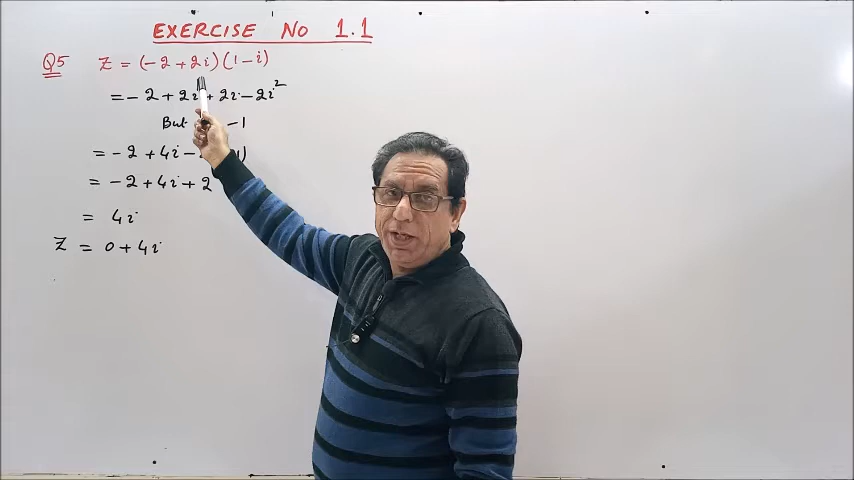 EXERCISE No 1.1
Q5 Z = (-2 + 2i)(1 - i)
= -2 + 2i + 2i - 2i²
But -1
= -2 + 4i -
= -2 + 4i + 2
= 4i
Z = 0 + 4i